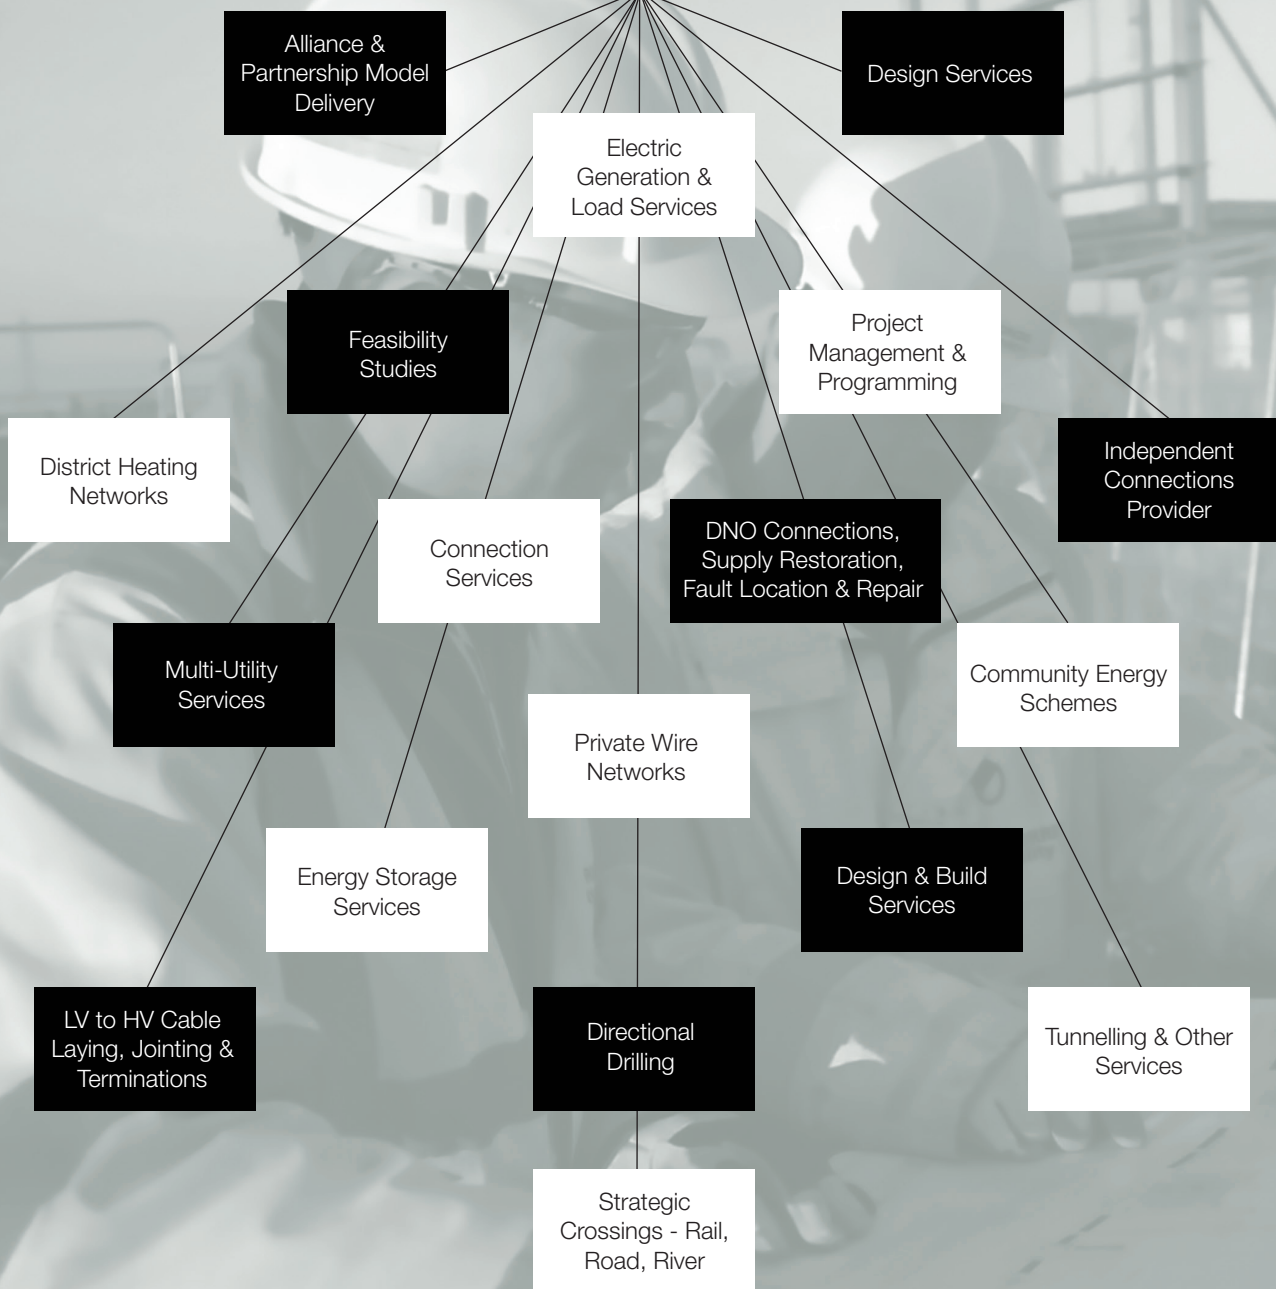 Alliance &
Partnership Model
Delivery
Design Services
Electric
Generation &
Load Services
Feasibility
Studies
Project
Management &
Programming
District Heating
Networks
Independent
Connections
Provider
Connection
Services
DNO Connections,
Supply Restoration,
Fault Location & Repair
Multi-Utility
Services
Community Energy
Schemes
Private Wire
Networks
Energy Storage
Services
Design & Build
Services
LV to HV Cable
Laying, Jointing &
Terminations
Directional
Drilling
Tunnelling & Other
Services
Strategic
Crossings - Rail,
Road, River